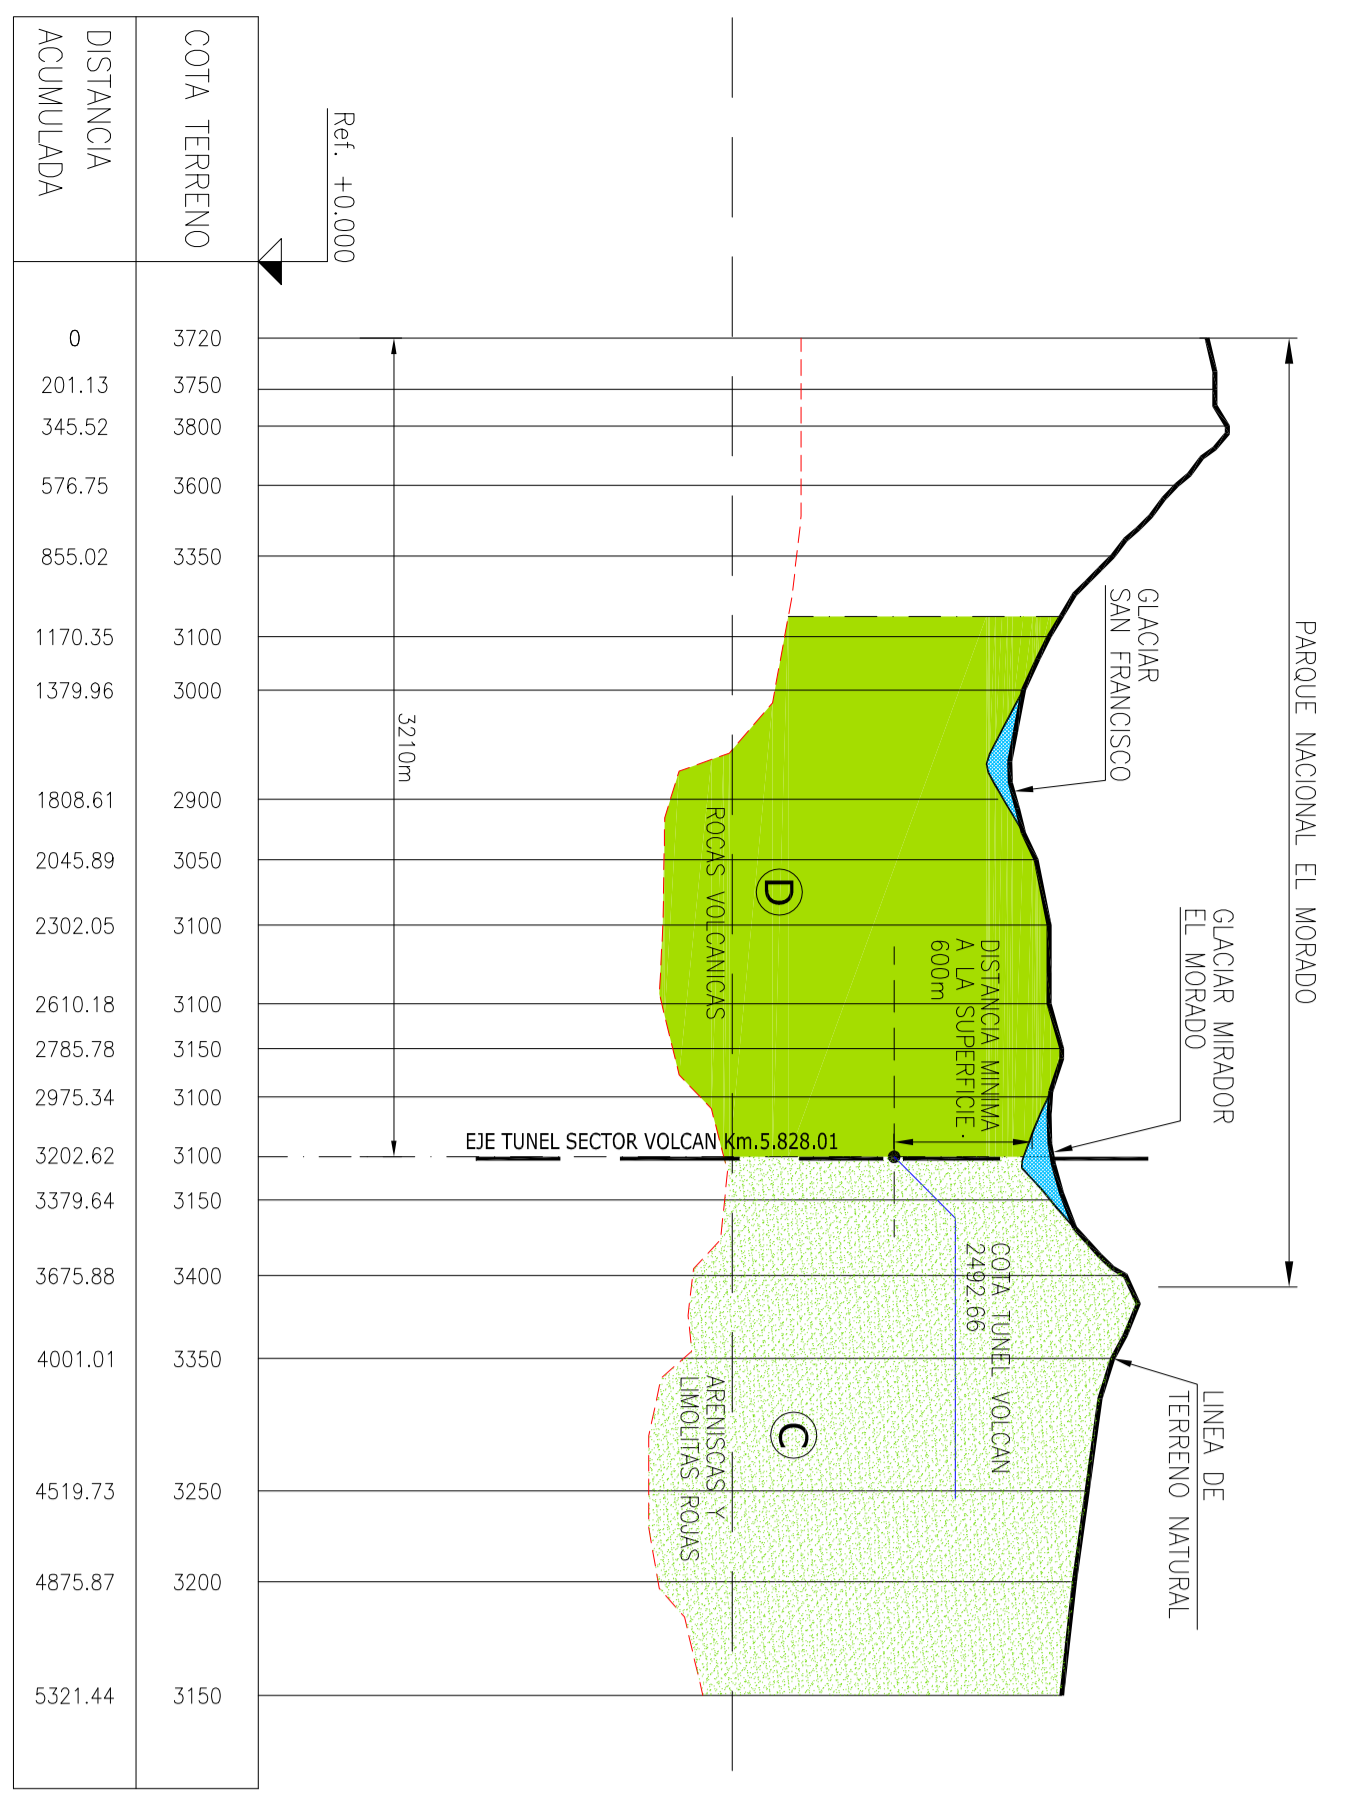 PARQUE NACIONAL EL MORADO
GLACIAR
SAN FRANCISCO
GLACIAR MIRADOR
EL MORADO
LINEA DE
TERRENO NATURAL
DISTANCIA MINIMA
A LA SUPERFICIE.
600m
COTA TUNEL VOLCAN
2492.66
D
ROCAS VOLCANICAS
C
ARENISCAS Y
LIMOLITAS ROJAS
EJE TUNEL SECTOR VOLCAN Km.5.828.01
3210m
Ref. +0.000
COTA TERRENO
3720
3750
3800
3600
3350
3100
3000
2900
3050
3100
3100
3150
3100
3100
3150
3400
3350
3250
3200
3150
DISTANCIA
ACUMULADA
0
201.13
345.52
576.75
855.02
1170.35
1379.96
1808.61
2045.89
2302.05
2610.18
2785.78
2975.34
3202.62
3379.64
3675.88
4001.01
4519.73
4875.87
5321.44